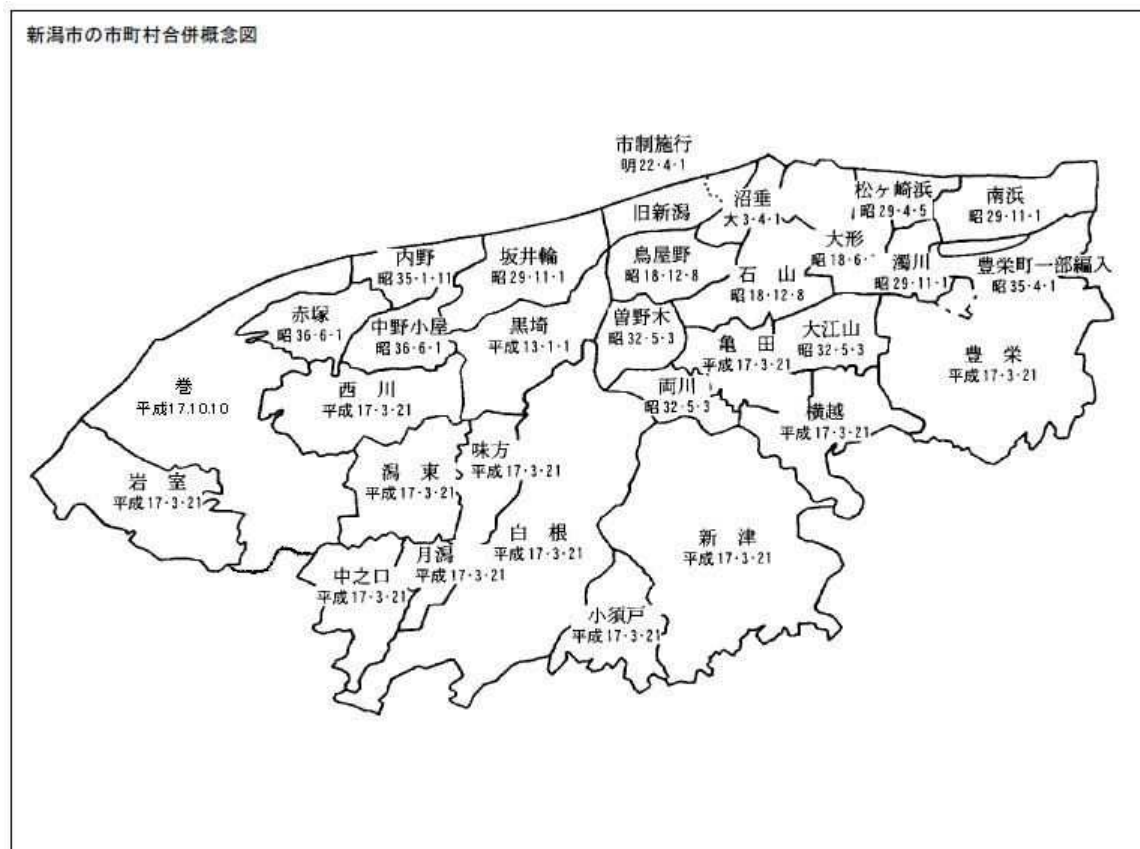 新潟市の市町村合併概念図
市制施行
明22・4・1
旧新潟
沼垂
大3・4・1
松ヶ崎浜
昭29・4・5
南浜
昭29・11・1
内野
昭35・1・11
坂井輪
昭29・11・1
鳥屋野
昭18・12・8
石山
昭18・12・8
大形
昭18・6・
濁川
昭29・11・1
豊栄町一部編入
昭35・4・1
赤塚
昭36・6・1
中野小屋
昭36・6・1
黒埼
平成13・1・1
曽野木
昭32・5・3
亀田
平成17・3・21
大江山
昭32・5・3
豊栄
平成17・3・21
巻
平成17.10.10
西川
平成17・3・21
両川
昭32・5・3
横越
平成17・3・21
岩室
平成17・3・21
潟東
平成17・3・21
味方
平成17・3・21
白根
平成17・3・21
新津
平成17・3・21
中之口
平成17・3・21
月潟
平成17・3・21
小須戸
平成17・3・21